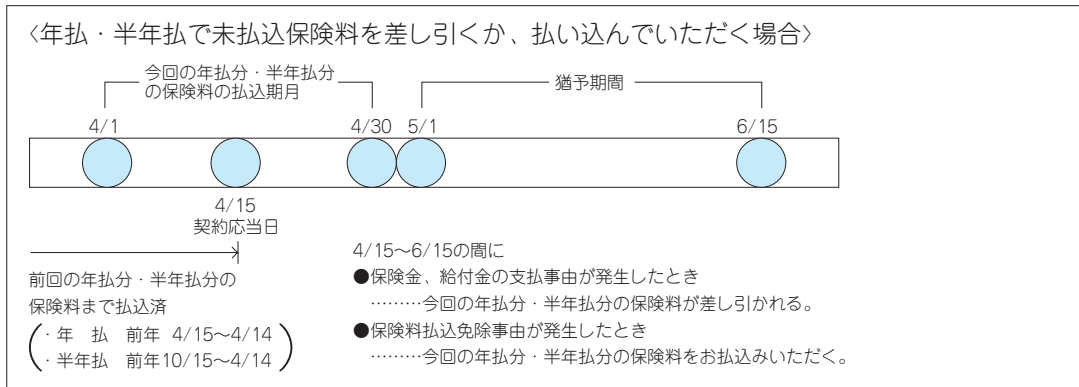 〈年払・半年払で未払込保険料を差し引くか、払い込んでいただく場合〉
今回の年払分・半年払分
の保険料の払込期月
猶予期間
4/1
4/30
5/1
6/15
4/15
契約応当日
前回の年払分・半年払分の
保険料まで払込済
(・年　払　前年 4/15～4/14
・半年払　前年10/15～4/14)
4/15～6/15の間に
●保険金、給付金の支払事由が発生したとき
………今回の年払分・半年払分の保険料が差し引かれる。
●保険料払込免除事由が発生したとき
………今回の年払分・半年払分の保険料をお払込みいただく。